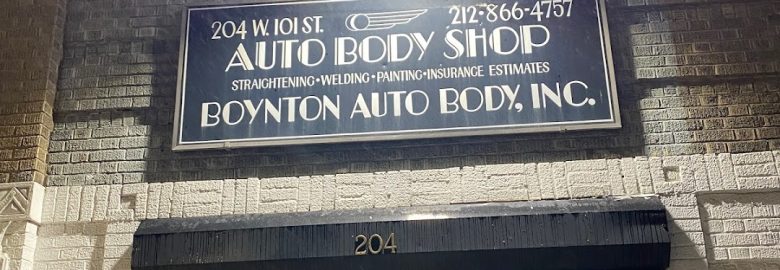 204 W. 101 ST. 212-866-4757
AUTO BODY SHOP
STRAIGHTENING•WELDING•PAINTING•INSURANCE ESTIMATES
BOYNTON AUTO BODY, INC.
204